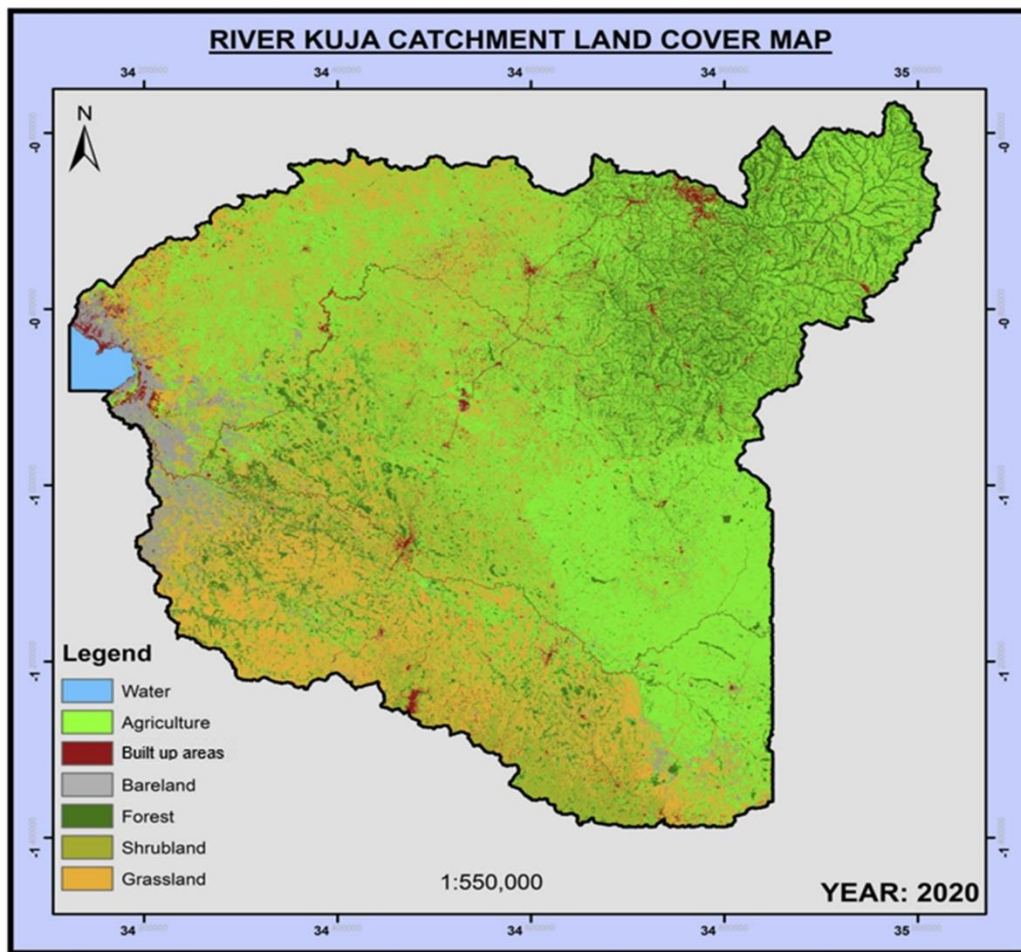 RIVER KUJA CATCHMENT LAND COVER MAP
34 34 34 34 35
N
-0 -0
-0 -0
-1 -1
-1 -1
-1 -1
Legend
Water
Agriculture
Built up areas
Bareland
Forest
Shrubland
Grassland
1:550,000
YEAR: 2020
34 34 34 34 35